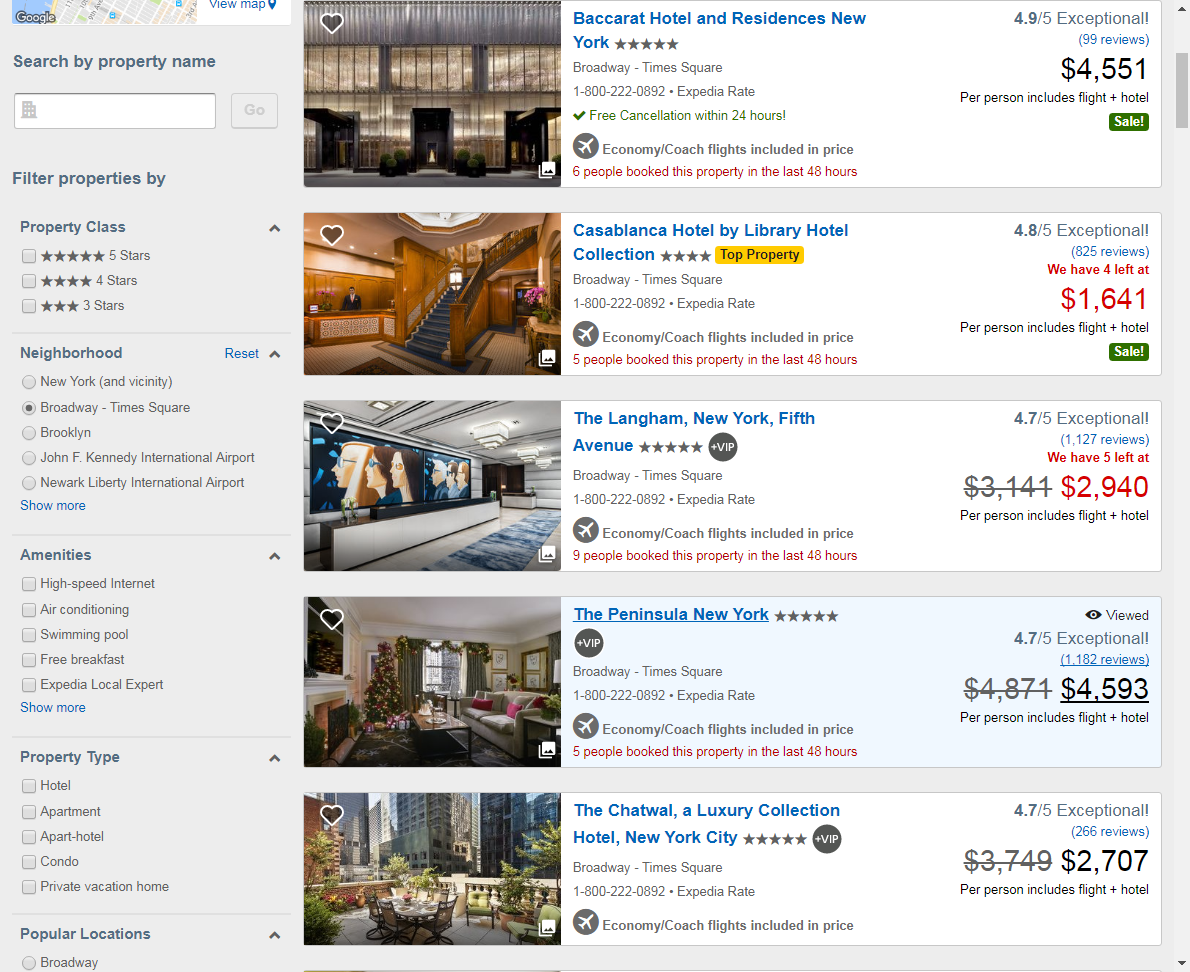 Google
View map
Search by property name
Go
Filter properties by
Property Class
5 Stars
4 Stars
3 Stars
Neighborhood Reset
New York (and vicinity)
Broadway - Times Square
Brooklyn
John F. Kennedy International Airport
Newark Liberty International Airport
Show more
Amenities
High-speed Internet
Air conditioning
Swimming pool
Free breakfast
Expedia Local Expert
Show more
Property Type
Hotel
Apartment
Apart-hotel
Condo
Private vacation home
Popular Locations
Broadway
Baccarat Hotel and Residences New
York
Broadway - Times Square
1-800-222-0892 • Expedia Rate
Free Cancellation within 24 hours!
Economy/Coach flights included in price
6 people booked this property in the last 48 hours
4.9/5 Exceptional!
(99 reviews)
$4,551
Per person includes flight + hotel
Sale!
Casablanca Hotel by Library Hotel
Collection Top Property
Broadway - Times Square
1-800-222-0892 • Expedia Rate
Economy/Coach flights included in price
5 people booked this property in the last 48 hours
4.8/5 Exceptional!
(825 reviews)
We have 4 left at
$1,641
Per person includes flight + hotel
Sale!
The Langham, New York, Fifth
Avenue +VIP
Broadway - Times Square
1-800-222-0892 • Expedia Rate
Economy/Coach flights included in price
9 people booked this property in the last 48 hours
4.7/5 Exceptional!
(1,127 reviews)
We have 5 left at
$3,141 $2,940
Per person includes flight + hotel
The Peninsula New York
+VIP
Broadway - Times Square
1-800-222-0892 • Expedia Rate
Economy/Coach flights included in price
5 people booked this property in the last 48 hours
Viewed
4.7/5 Exceptional!
(1,182 reviews)
$4,871 $4,593
Per person includes flight + hotel
The Chatwal, a Luxury Collection
Hotel, New York City +VIP
Broadway - Times Square
1-800-222-0892 • Expedia Rate
Economy/Coach flights included in price
4.7/5 Exceptional!
(266 reviews)
$3,749 $2,707
Per person includes flight + hotel